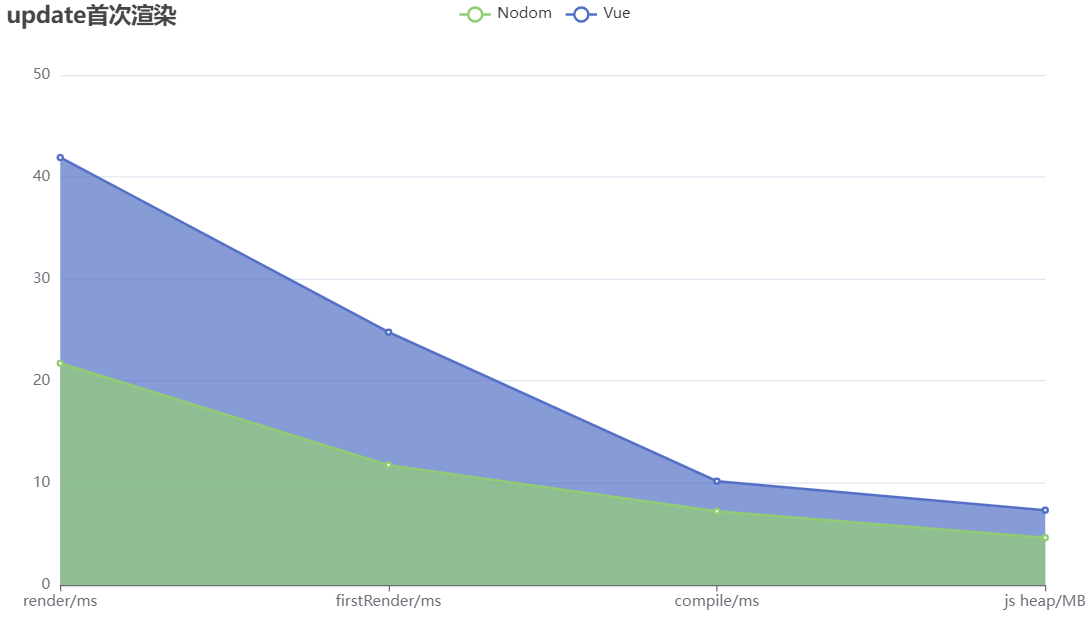 update首次渲染
Nodom
Vue
50
40
30
20
10
0
render/ms
firstRender/ms
compile/ms
js heap/MB